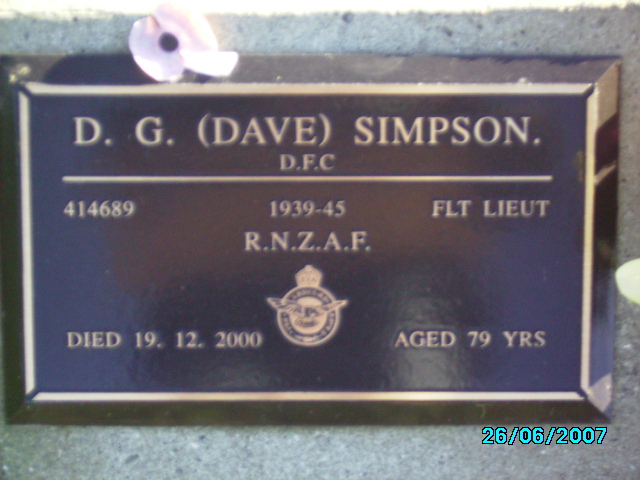 D. G. (DAVE) SIMPSON.
D.F.C
414689 1939-45 FLT LIEUT
R.N.Z.A.F.
DIED 19. 12. 2000 AGED 79 YRS
26/06/2007